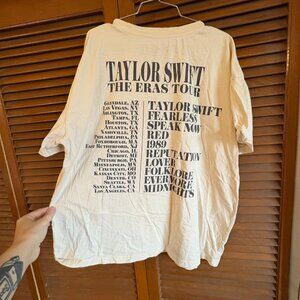 TAYLOR SWIFT
THE ERAS TOUR
GLENDALE, AZ
LAS VEGAS, NV
ARLINGTON, TX
TAMPA, FL
HOUSTON, TX
ATLANTA, GA
NASHVILLE, TN
PHILADELPHIA, PA
FOXBOROUGH, MA
EAST RUTHERFORD, NJ
CHICAGO, IL
DETROIT, MI
PITTSBURGH, PA
MINNEAPOLIS, MN
CINCINNATI, OH
KANSAS CITY, MO
DENVER, CO
SEATTLE, WA
SANTA CLARA, CA
LOS ANGELES, CA
TAYLOR SWIFT
FEARLESS
SPEAK NOW
RED
1989
REPUTATION
LOVER
FOLKLORE
EVERMORE
MIDNIGHTS